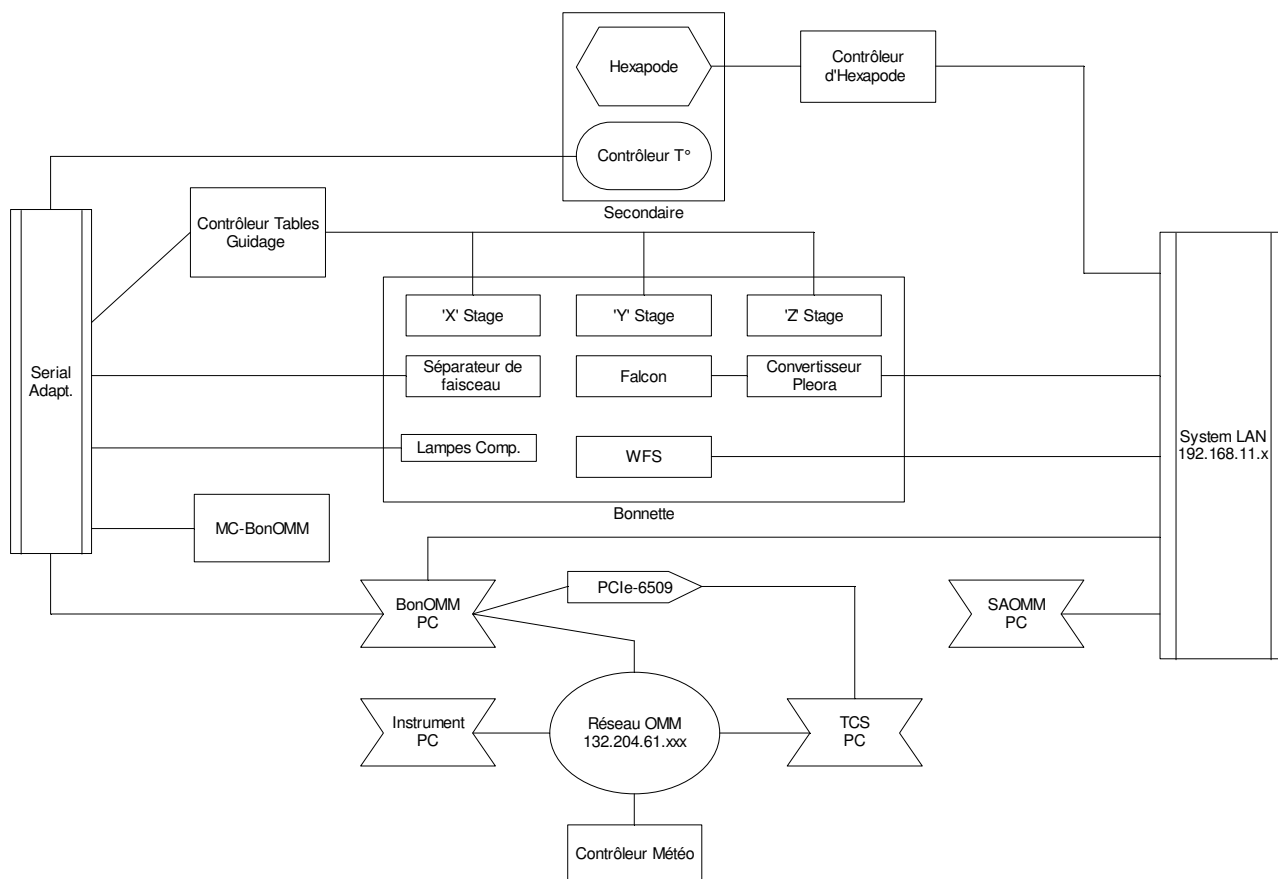 Hexapode
Contrôleur
d'Hexapode
Contrôleur T°
Secondaire
Contrôleur Tables
Guidage
'X' Stage
'Y' Stage
'Z' Stage
Serial
Adapt.
Séparateur de
faisceau
Falcon
Convertisseur
Pleora
System LAN
192.168.11.x
Lampes Comp.
WFS
Bonnette
MC-BonOMM
BonOMM
PC
PCIe-6509
SAOMM
PC
Instrument
PC
Réseau OMM
132.204.61.xxx
TCS
PC
Contrôleur Météo